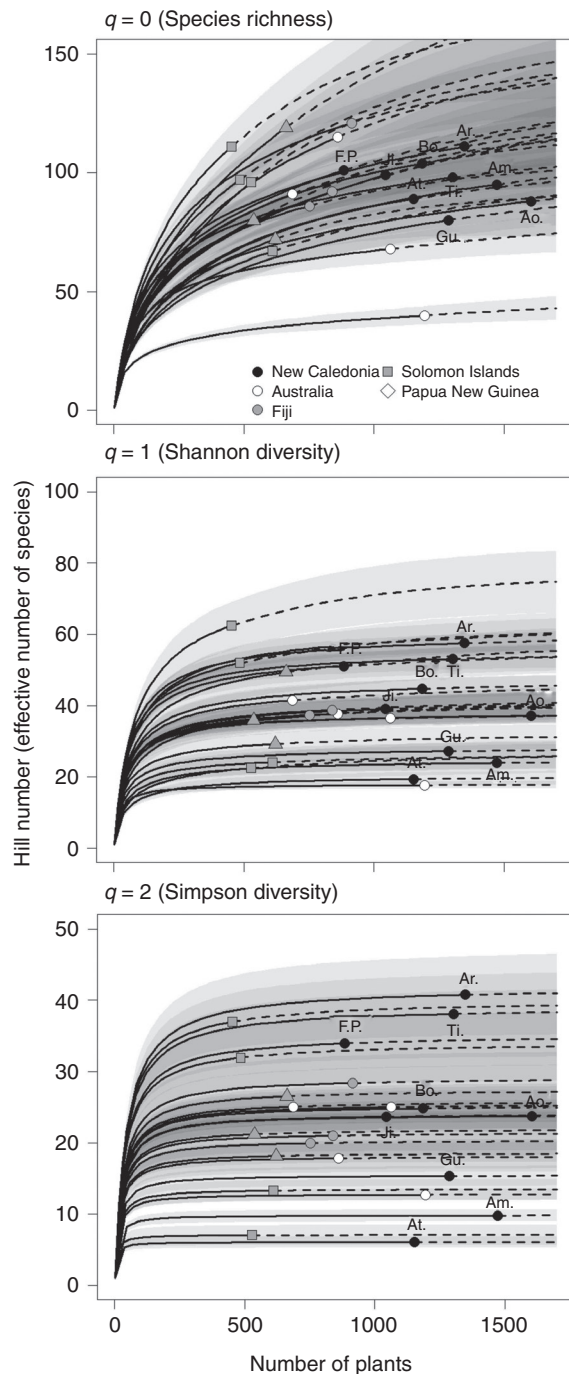 q = 0 (Species richness)
150
100
50
0
Ar.
Bo.
F.P.
Ji.
Am.
At.
Ti.
Ao.
Gu.
New Caledonia Solomon Islands
Australia Papua New Guinea
Fiji
q = 1 (Shannon diversity)
Hill number (effective number of species)
100
80
60
40
20
0
Ar.
F.P.
Bo. Ti.
Ji.
Ao.
Gu.
At.
Am.
q = 2 (Simpson diversity)
50
40
30
20
10
0
Ar.
F.P.
Ti.
Bo.
Ao.
Ji.
Gu.
Am.
At.
0 500 1000 1500
Number of plants